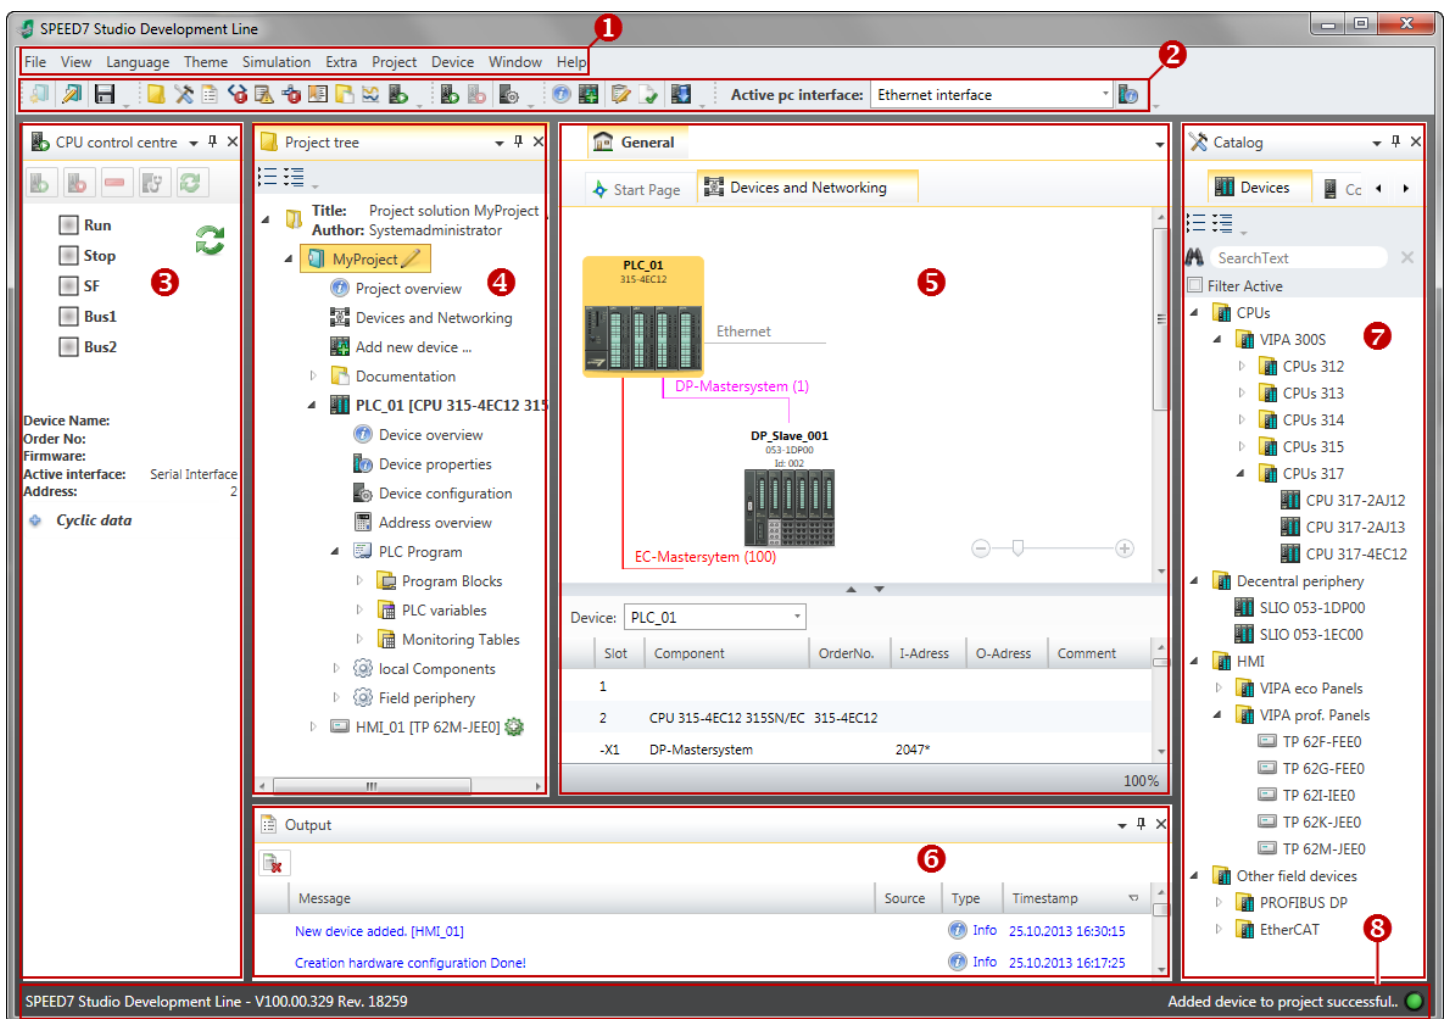 SPEED7 Studio Development Line
1
File View Language Theme Simulation Extra Project Device Window Help
2
Active pc interface: Ethernet interface
CPU control centre
Run
Stop
SF
3
Bus1
Bus2
Device Name:
Order No:
Firmware:
Active interface: Serial Interface
Address: 2
Cyclic data
Project tree
Title: Project solution MyProject
Author: Systemadministrator
MyProject
Project overview
4
Devices and Networking
Add new device ...
Documentation
PLC_01 [CPU 315-4EC12 315
Device overview
Device properties
Device configuration
Address overview
PLC Program
Program Blocks
PLC variables
Monitoring Tables
local Components
Field periphery
HMI_01 [TP 62M-JEE0]
General
Start Page Devices and Networking
PLC_01
315-4EC12
5
Ethernet
DP-Mastersystem (1)
DP_Slave_001
053-1DP00
Id: 002
EC-Mastersytem (100)
Device: PLC_01
Slot Component OrderNo. I-Adress O-Adress Comment
1
2 CPU 315-4EC12 315SN/EC 315-4EC12
-X1 DP-Mastersystem 2047*
100%
Output
6
Message Source Type Timestamp
New device added. [HMI_01] Info 25.10.2013 16:30:15
Creation hardware configuration Done! Info 25.10.2013 16:17:25
Catalog
Devices Cc
SearchText
Filter Active
CPUs
7
VIPA 300S
CPUs 312
CPUs 313
CPUs 314
CPUs 315
CPUs 317
CPU 317-2AJ12
CPU 317-2AJ13
CPU 317-4EC12
Decentral periphery
SLIO 053-1DP00
SLIO 053-1EC00
HMI
VIPA eco Panels
VIPA prof. Panels
TP 62F-FEE0
TP 62G-FEE0
TP 62I-IEE0
TP 62K-JEE0
TP 62M-JEE0
Other field devices
PROFIBUS DP
EtherCAT
8
SPEED7 Studio Development Line - V100.00.329 Rev. 18259 Added device to project successful..